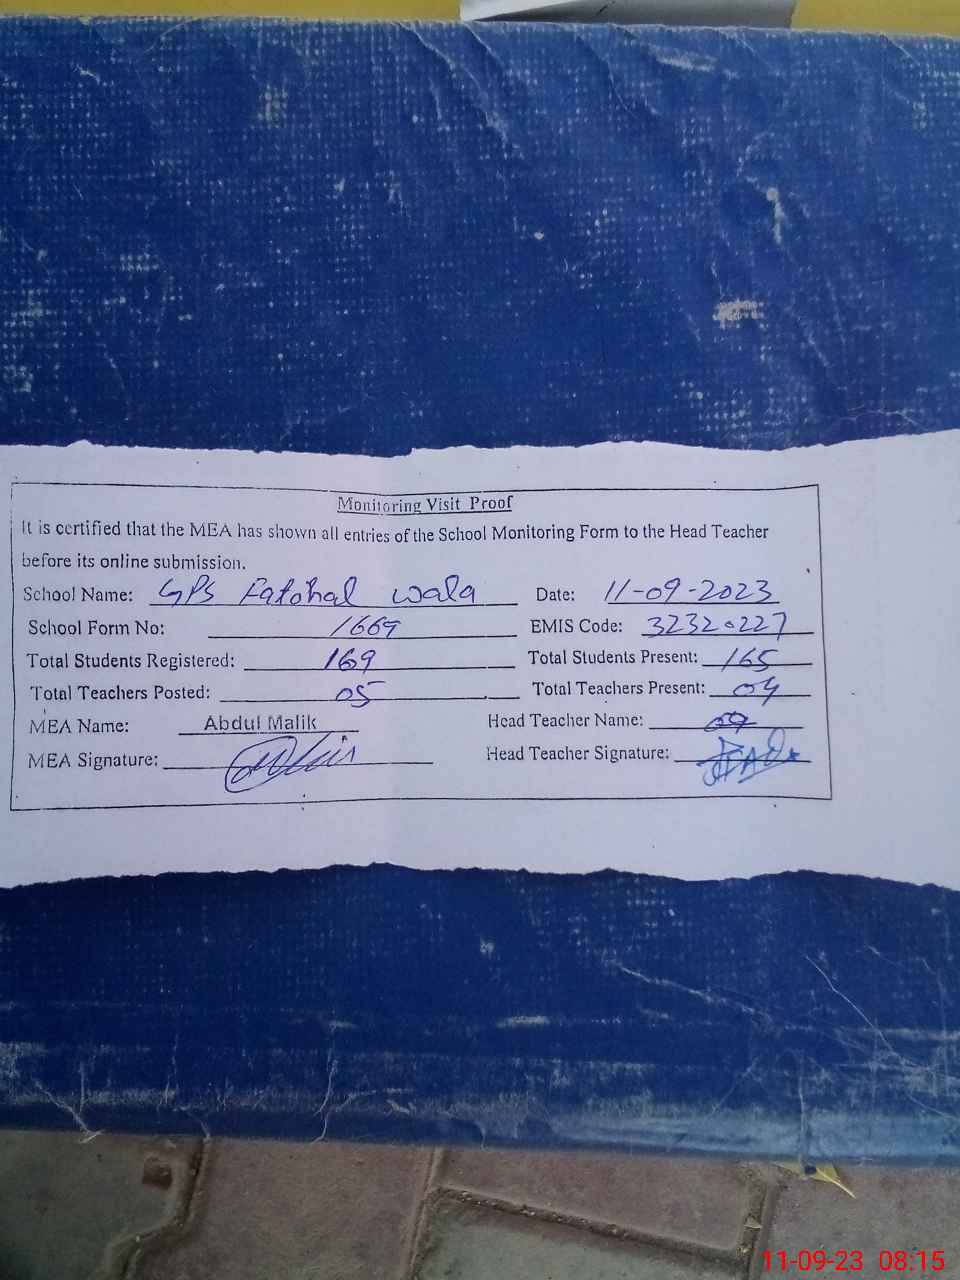 Monitoring Visit Proof
It is certified that the MEA has shown all entries of the School Monitoring Form to the Head Teacher
before its online submission.
School Name: GPS Fatohal wala Date: 11-09-2023
School Form No: 1669 EMIS Code: 32320227
Total Students Registered: 169 Total Students Present: 165
Total Teachers Posted: 05 Total Teachers Present: 04
MEA Name: Abdul Malik Head Teacher Name:
MEA Signature: Head Teacher Signature:
11-09-23 08:15